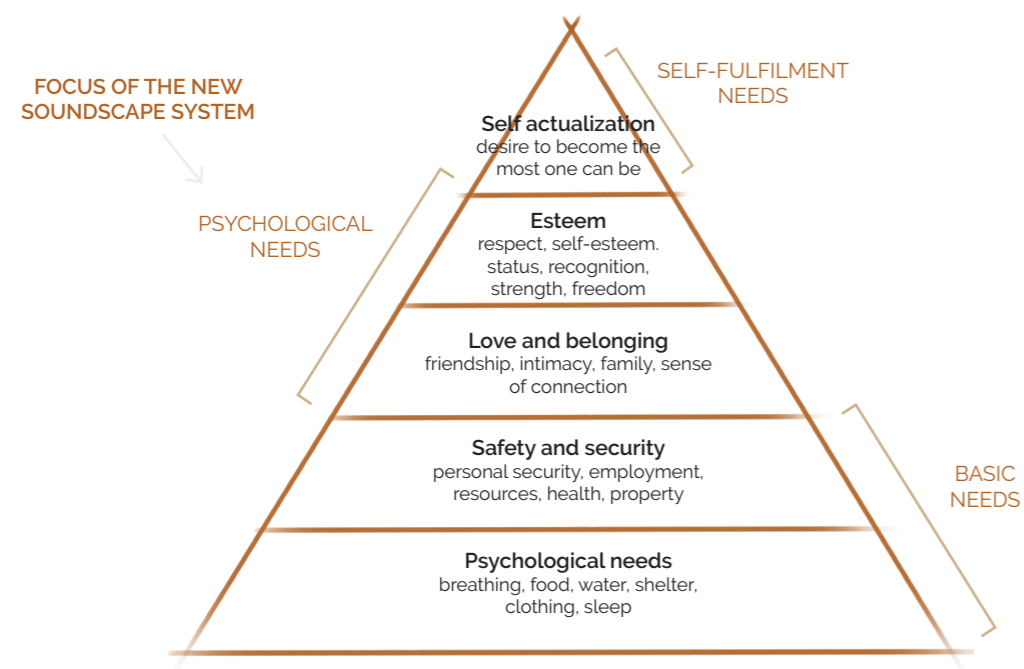 FOCUS OF THE NEW
SOUNDSCAPE SYSTEM
SELF-FULFILMENT
NEEDS
Self actualization
desire to become the
most one can be
PSYCHOLOGICAL
NEEDS
Esteem
respect, self-esteem.
status, recognition,
strength, freedom
Love and belonging
friendship, intimacy, family, sense
of connection
Safety and security
personal security, employment,
resources, health, property
BASIC
NEEDS
Psychological needs
breathing, food, water, shelter,
clothing, sleep